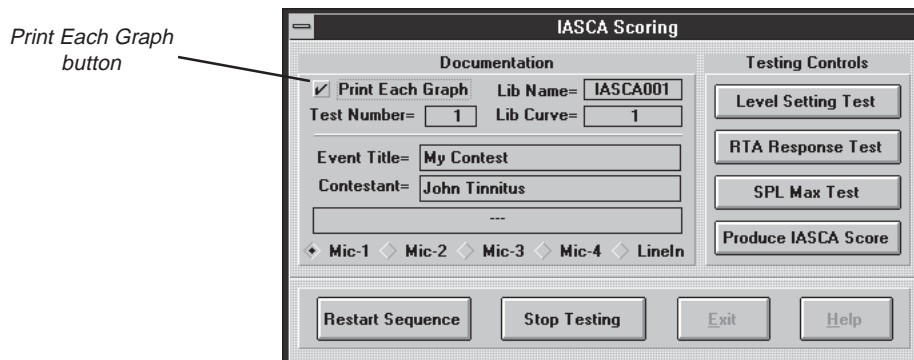 Print Each Graph
button
IASCA Scoring
Documentation
Print Each Graph Lib Name= IASCA001
Test Number= 1 Lib Curve= 1
Event Title= My Contest
Contestant= John Tinnitus
---
Mic-1 Mic-2 Mic-3 Mic-4 LineIn
Testing Controls
Level Setting Test
RTA Response Test
SPL Max Test
Produce IASCA Score
Restart Sequence Stop Testing Exit Help